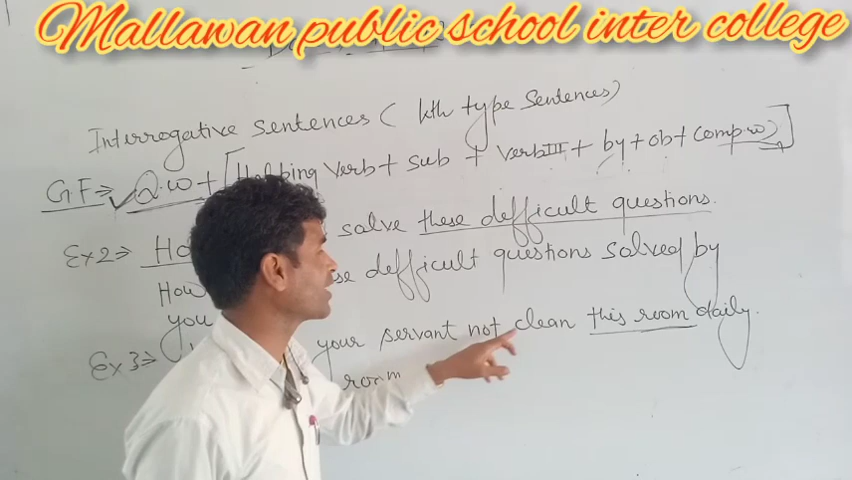 Mallawan public school inter college
Interrogative sentences ( Wh type sentences)
G.F.⇒ Q.w + [Helping verb + sub + verbIII + by + ob + comp.w)]
Ex2⇒ Ho solve these defficult questions.
How se defficult questions solved by
you
Ex3⇒ your servant not clean this room daily.
room